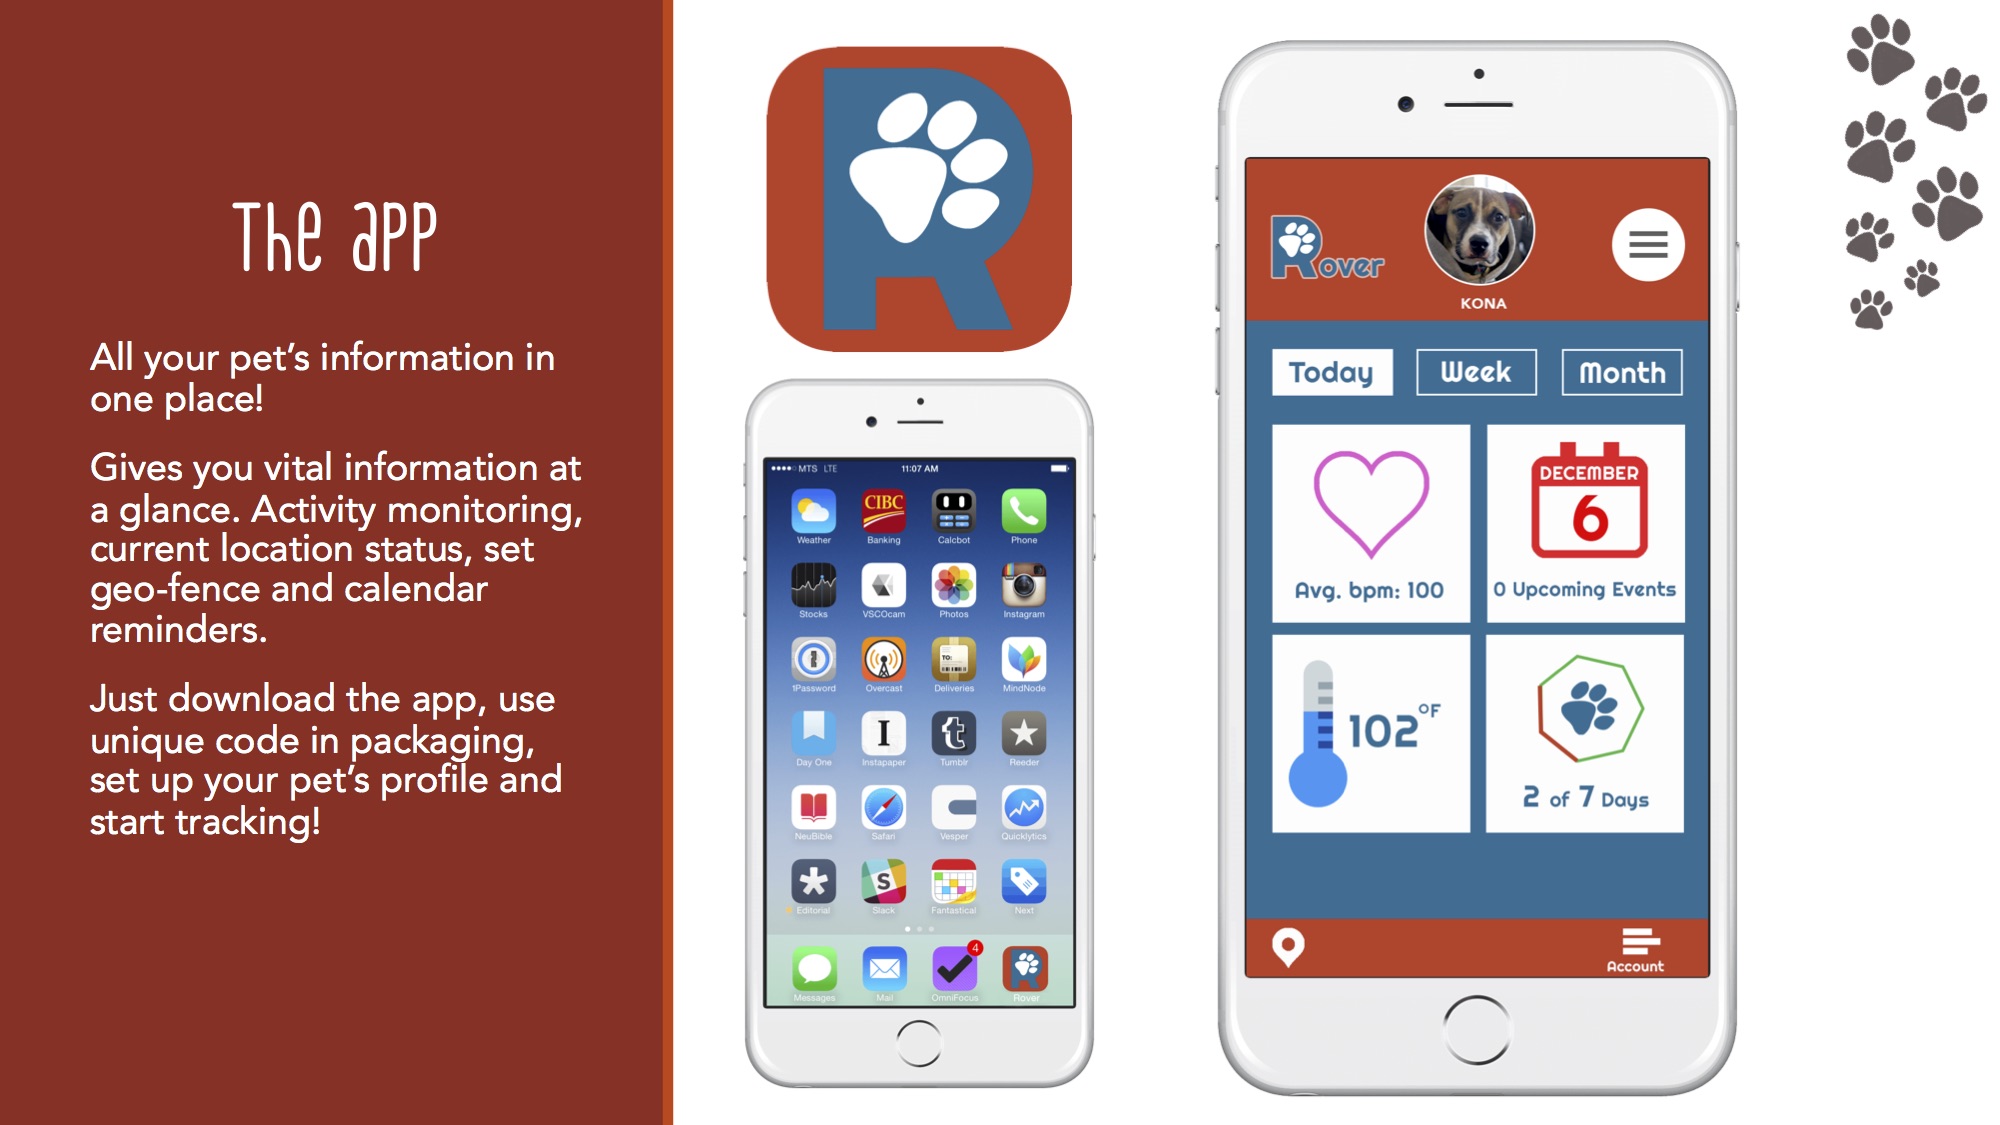 The app
All your pet's information in
one place!
Gives you vital information at
a glance. Activity monitoring,
current location status, set
geo-fence and calendar
reminders.
Just download the app, use
unique code in packaging,
set up your pet's profile and
start tracking!
R
MTS LTE 11:07 AM
CIBC
Weather Banking Calcbot Phone
Stocks VSCOcam Photos Instagram
TO:
1Password Overcast Deliveries MindNode
I t
Day One Instapaper Tumblr Reeder
NeuBible Safari Vesper Quicklytics
S
Editorial Slack Fantastical Next
4
Messages Mail OmniFocus Rover
Rover
KONA
Today Week Month
DECEMBER
6
Avg. bpm: 100
0 Upcoming Events
102°F
2 of 7 Days
Account